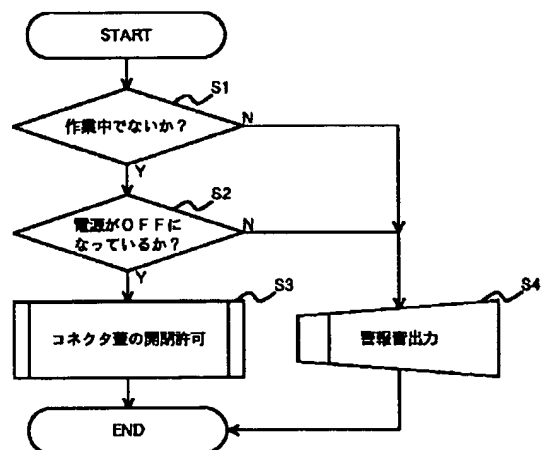 START
S1
作業中でないか？
N
Y
S2
電源がＯＦＦに
なっているか？
N
Y
S3
コネクタ蓋の開閉許可
S4
警報音出力
END